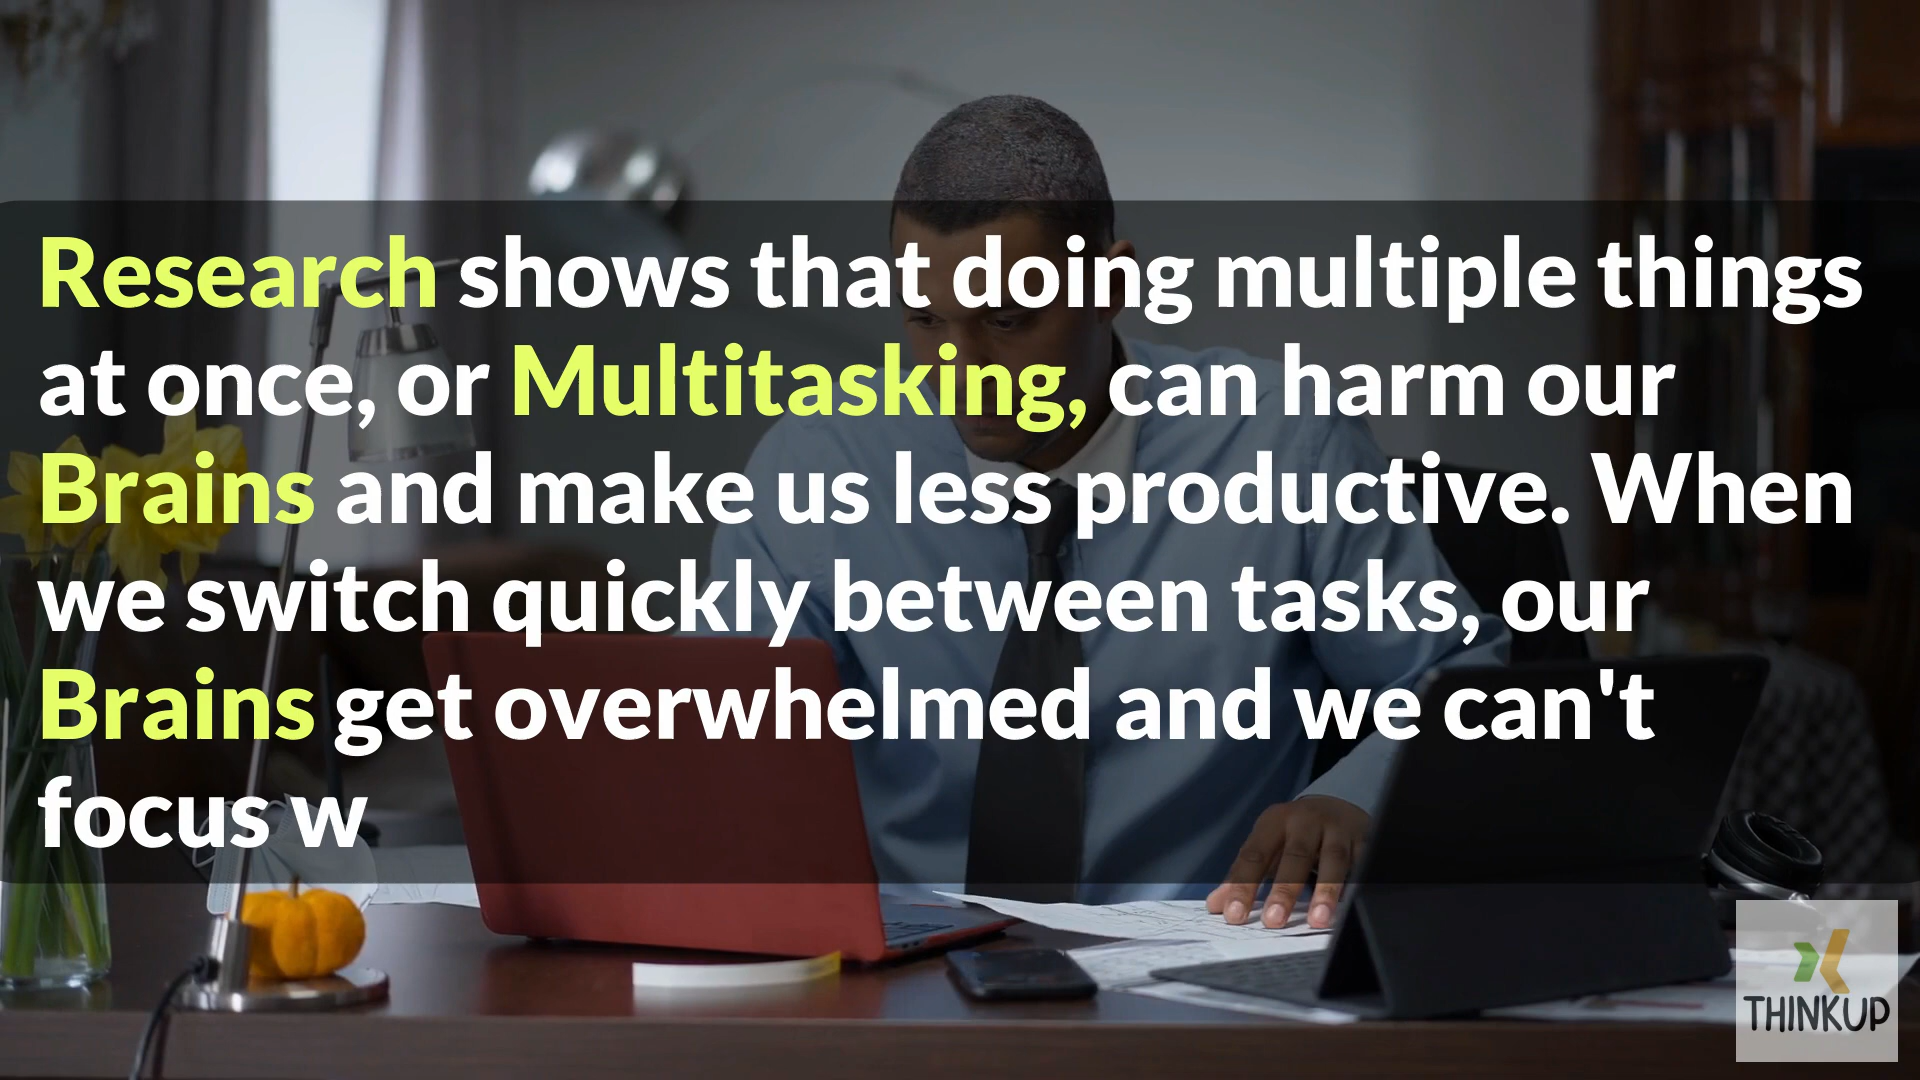 Research shows that doing multiple things
at once, or Multitasking, can harm our
Brains and make us less productive. When
we switch quickly between tasks, our
Brains get overwhelmed and we can't
focus w
THINKUP